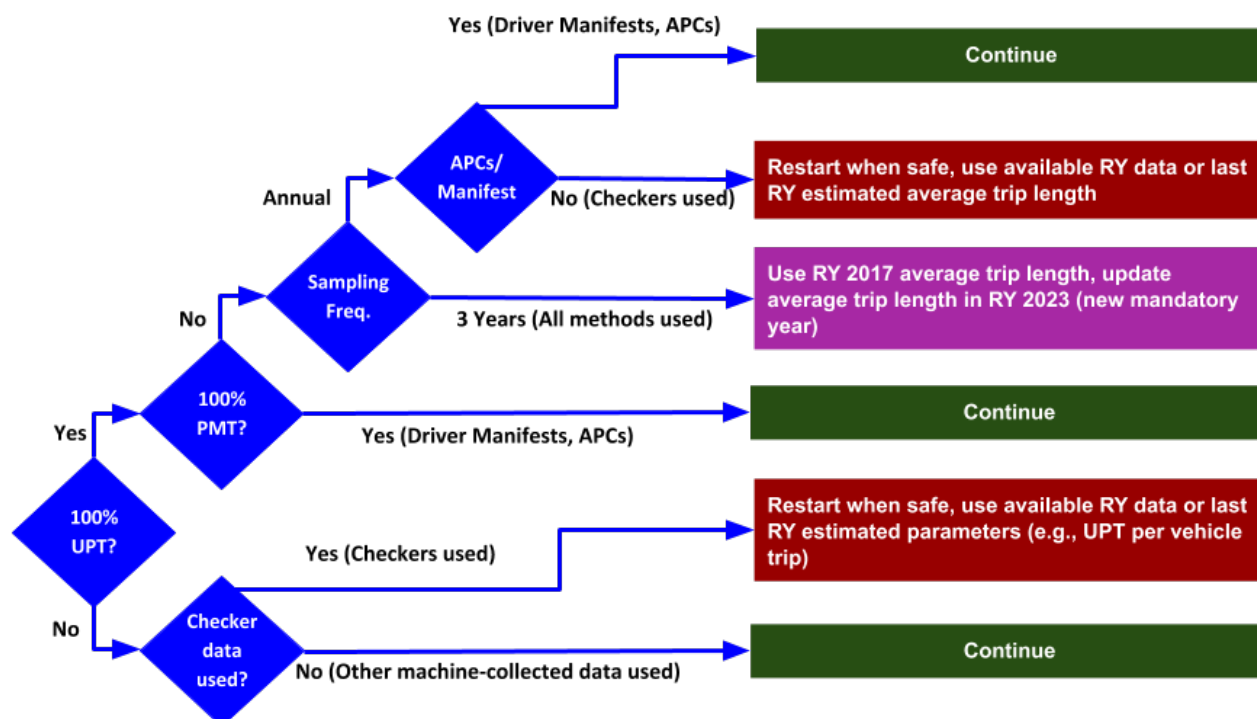 Yes (Driver Manifests, APCs)
Continue
APCs/
Manifest
Annual
No (Checkers used)
Restart when safe, use available RY data or last
RY estimated average trip length
Sampling
Freq.
No
3 Years (All methods used)
Use RY 2017 average trip length, update
average trip length in RY 2023 (new mandatory
year)
100%
PMT?
Yes
Yes (Driver Manifests, APCs)
Continue
100%
UPT?
Yes (Checkers used)
Restart when safe, use available RY data or last
RY estimated parameters (e.g., UPT per vehicle
trip)
No
Checker
data
used?
No (Other machine-collected data used)
Continue